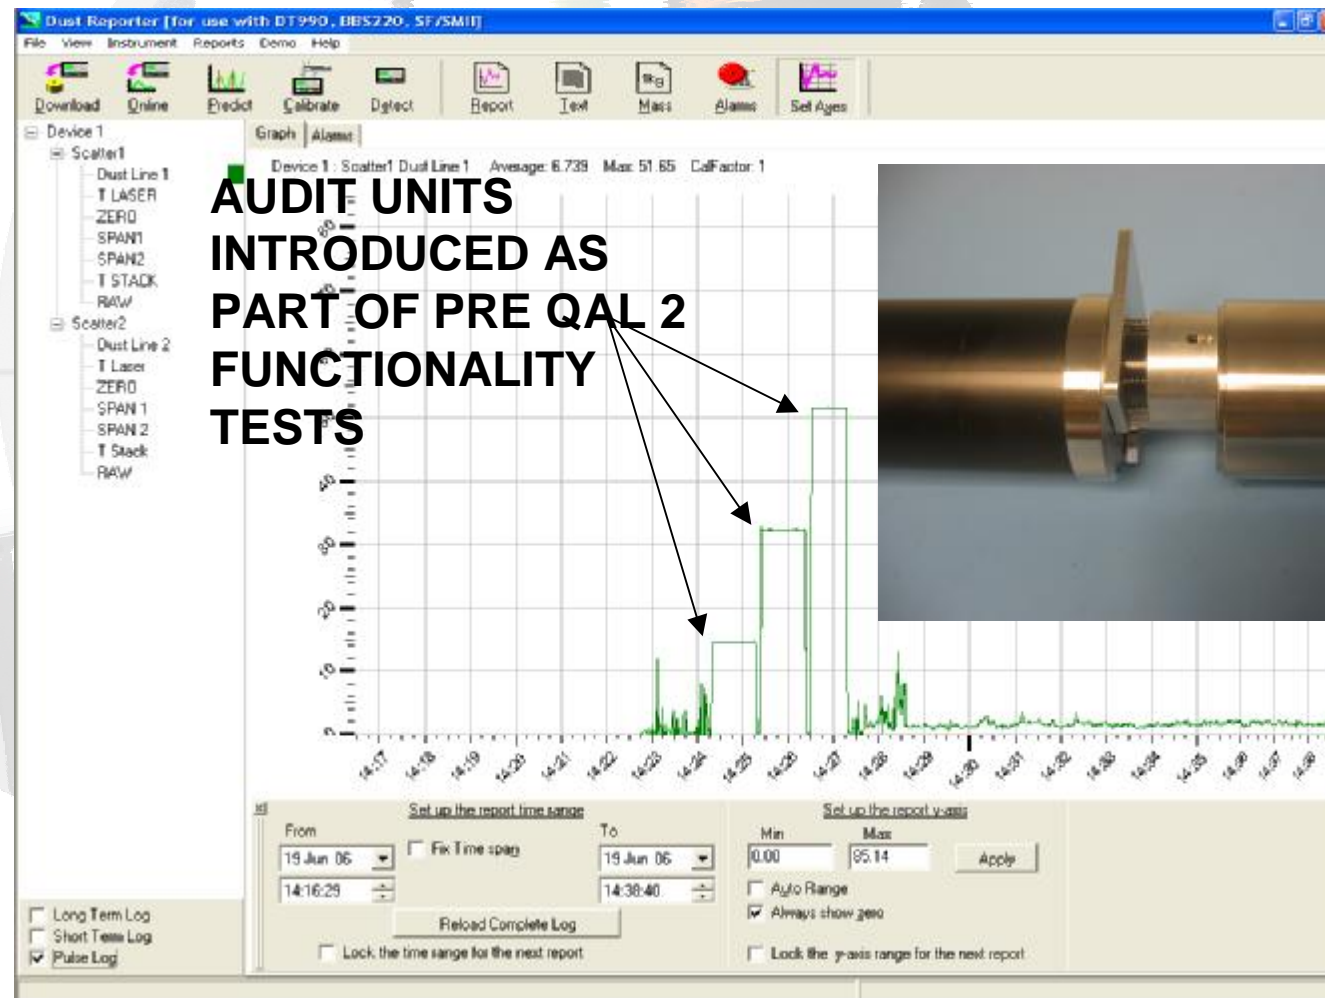 Dust Reporter [for use with DT990, BBS220, SF/SMII]
File View Instrument Reports Demo Help
Download Online Predict Calibrate Detect Report Text Mass Alarms Set Axes
Device 1
Scatter1
Dust Line 1
T LASER
ZERO
SPAN1
SPAN2
T STACK
RAW
Scatter2
Dust Line 2
T Laser
ZERO
SPAN 1
SPAN 2
T Stack
RAW
Graph Alarms
Device 1 : Scatter1 Dust Line 1 Average: 6.739 Max: 51.65 CalFactor: 1
AUDIT UNITS
INTRODUCED AS
PART OF PRE QAL 2
FUNCTIONALITY
TESTS
80
40
30
20
10
0
14:17 14:18 14:19 14:20 14:21 14:22 14:23 14:24 14:25 14:26 14:27 14:28 14:29 14:30 14:31 14:32 14:33 14:34 14:35 14:36 14:37 14:38
Set up the report time range
From To
19 Jun 06 Fix Time span 19 Jun 06
14:16:29 14:38:40
Reload Complete Log
Lock the time range for the next report
Set up the report y-axis
Min Max
0.00 85.14 Apply
Auto Range
Always show zero
Lock the y-axis range for the next report
Long Term Log
Short Term Log
Pulse Log